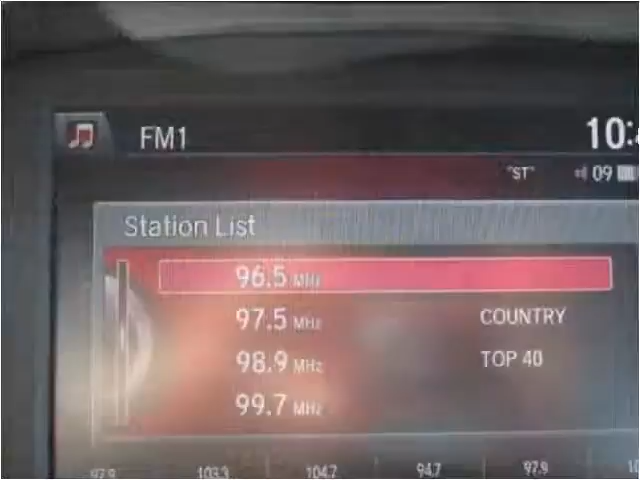 FM1
10:
"ST" 09
Station List
96.5 MHz
97.5 MHz COUNTRY
98.9 MHz TOP 40
99.7 MHz
97.9 103.3 104.7 94.7 97.9